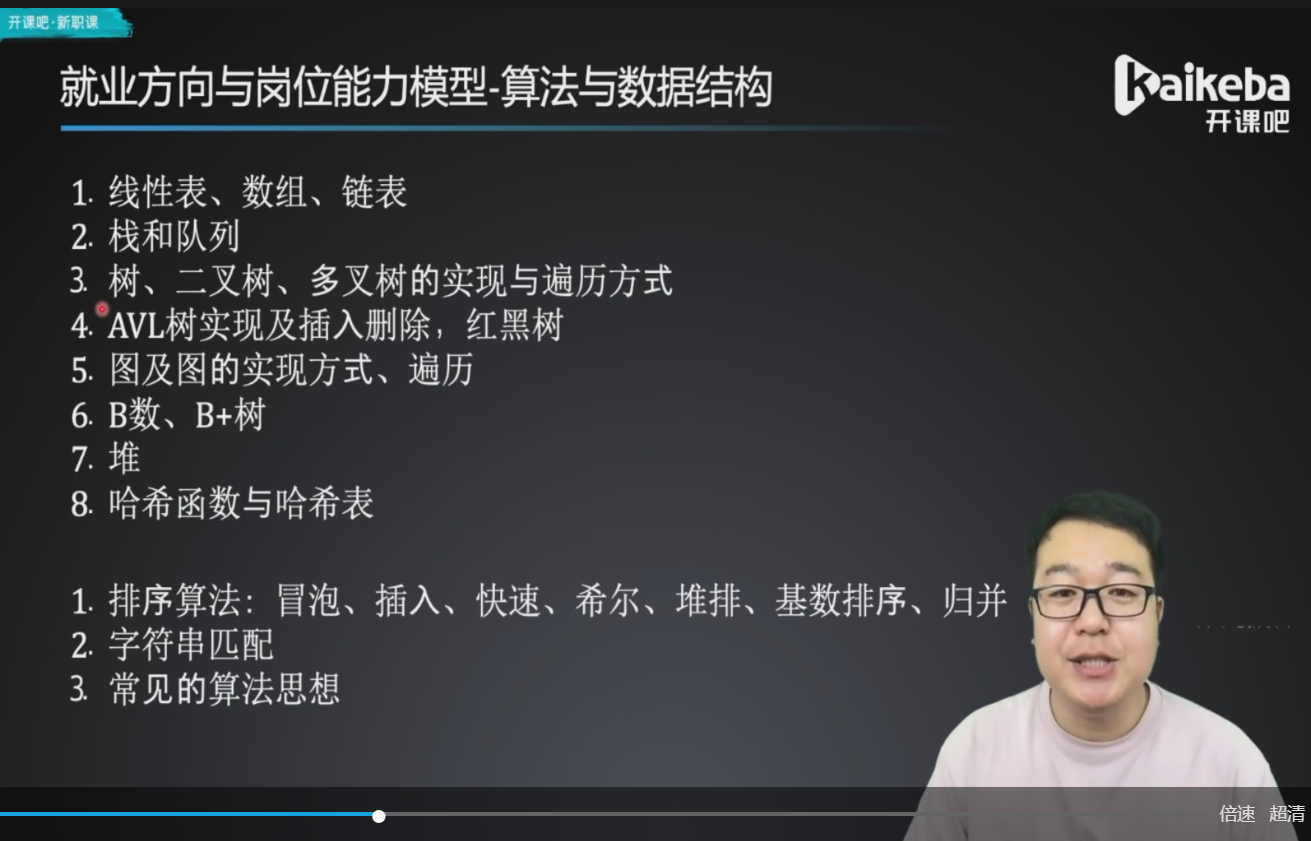 开课吧·新职课
就业方向与岗位能力模型-算法与数据结构
kaikeba
开课吧
1. 线性表、数组、链表
2. 栈和队列
3. 树、二叉树、多叉树的实现与遍历方式
4. AVL树实现及插入删除，红黑树
5. 图及图的实现方式、遍历
6. B数、B+树
7. 堆
8. 哈希函数与哈希表
1. 排序算法：冒泡、插入、快速、希尔、堆排、基数排序、归并
2. 字符串匹配
3. 常见的算法思想
倍速 超清